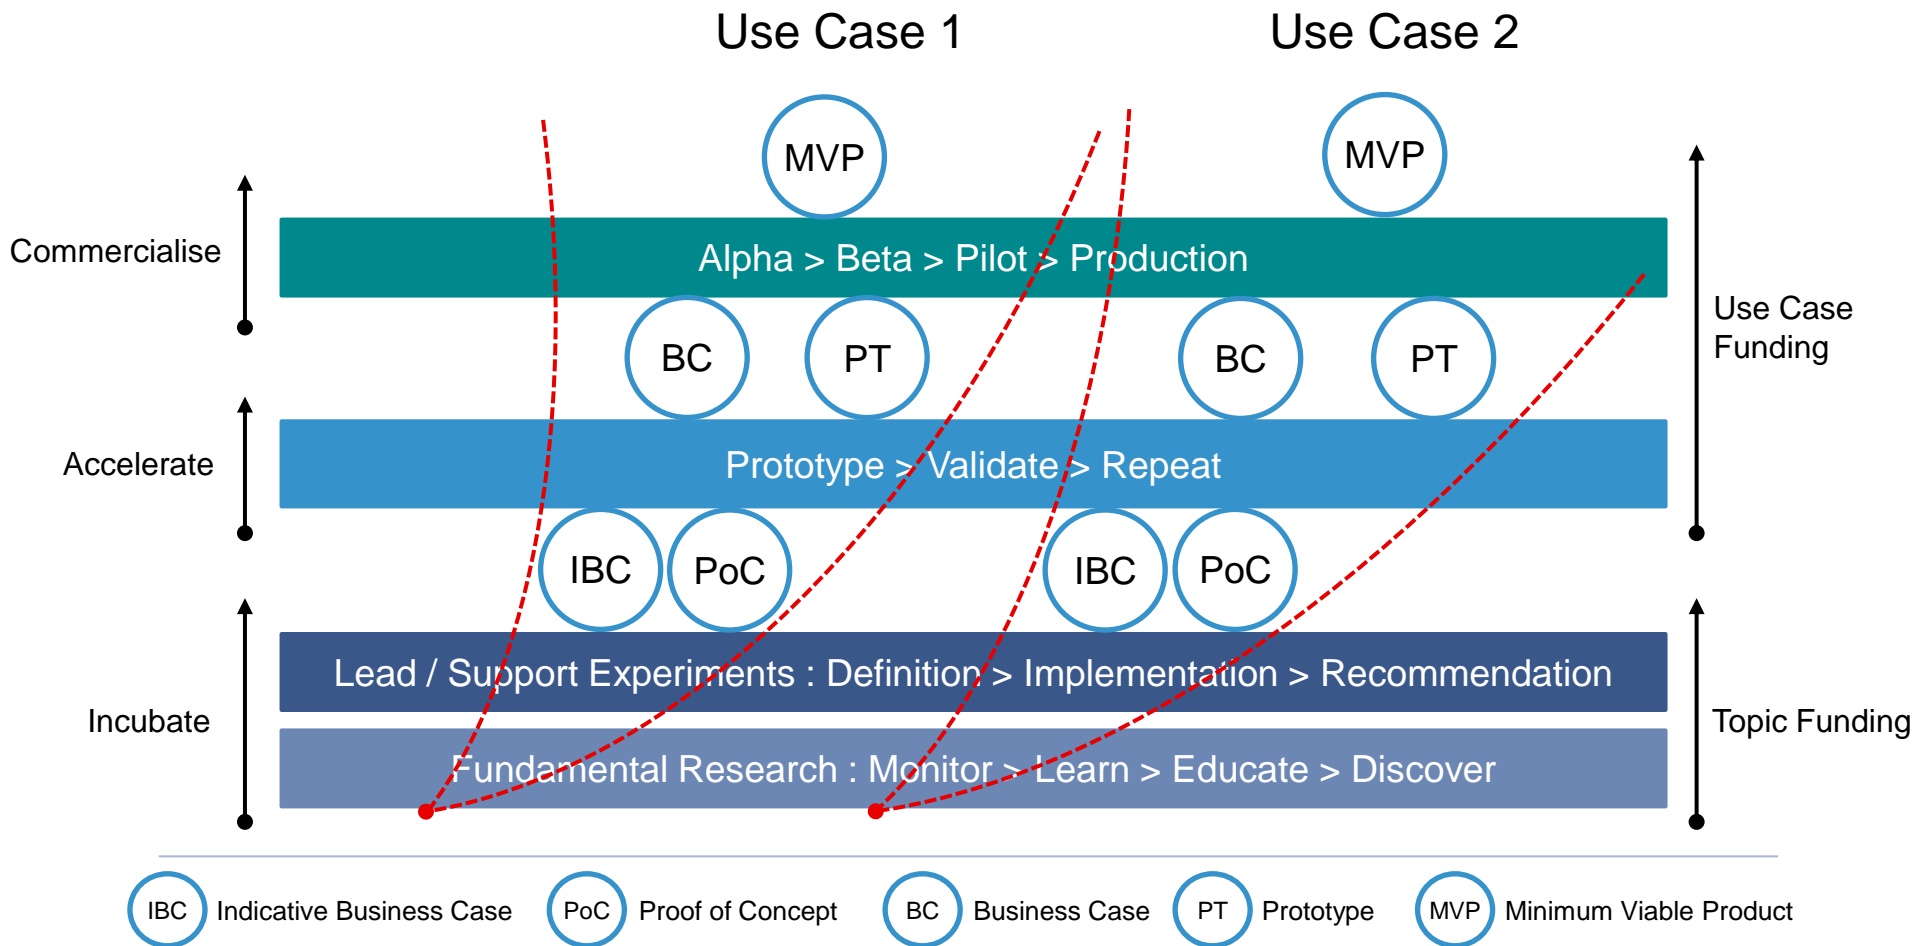 Use Case 1
Use Case 2
MVP
MVP
Commercialise
Alpha > Beta > Pilot > Production
Use Case
Funding
BC
PT
BC
PT
Accelerate
Prototype > Validate > Repeat
IBC
PoC
IBC
PoC
Lead / Support Experiments : Definition > Implementation > Recommendation
Incubate
Topic Funding
Fundamental Research : Monitor > Learn > Educate > Discover
IBC Indicative Business Case
PoC Proof of Concept
BC Business Case
PT Prototype
MVP Minimum Viable Product